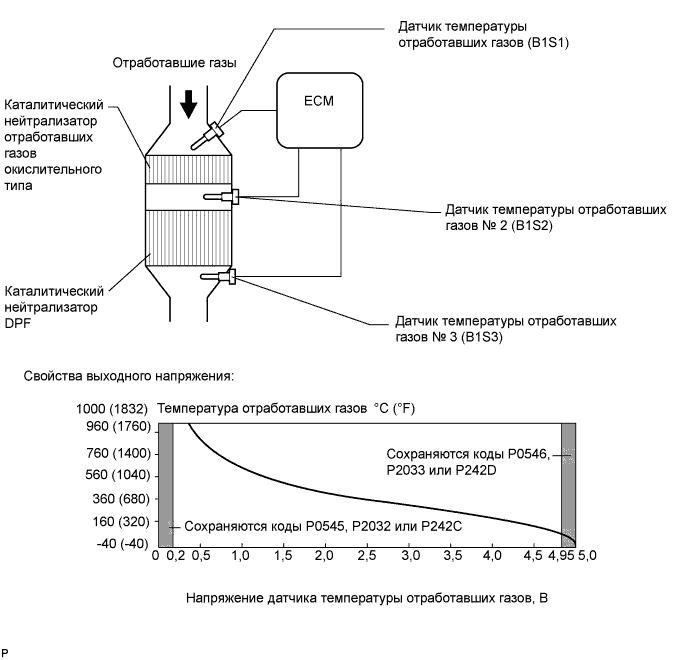 Датчик температуры
отработавших газов (B1S1)
Отработавшие газы
ECM
Каталитический
нейтрализатор
отработавших
газов
окислительного
типа
Датчик температуры отработавших
газов № 2 (B1S2)
Каталитический
нейтрализатор
DPF
Датчик температуры отработавших
газов № 3 (B1S3)
Свойства выходного напряжения:
1000 (1832) Температура отработавших газов °C (°F)
960 (1760)
760 (1400)
560 (1040)
360 (680)
160 (320)
-40 (-40)
Сохраняются коды P0546,
P2033 или P242D
Сохраняются коды P0545, P2032 или P242C
0 0,2 0,5 1,0 1,5 2,0 2,5 3,0 3,5 4,0 4,5 4,95 5,0
Напряжение датчика температуры отработавших газов, В
P